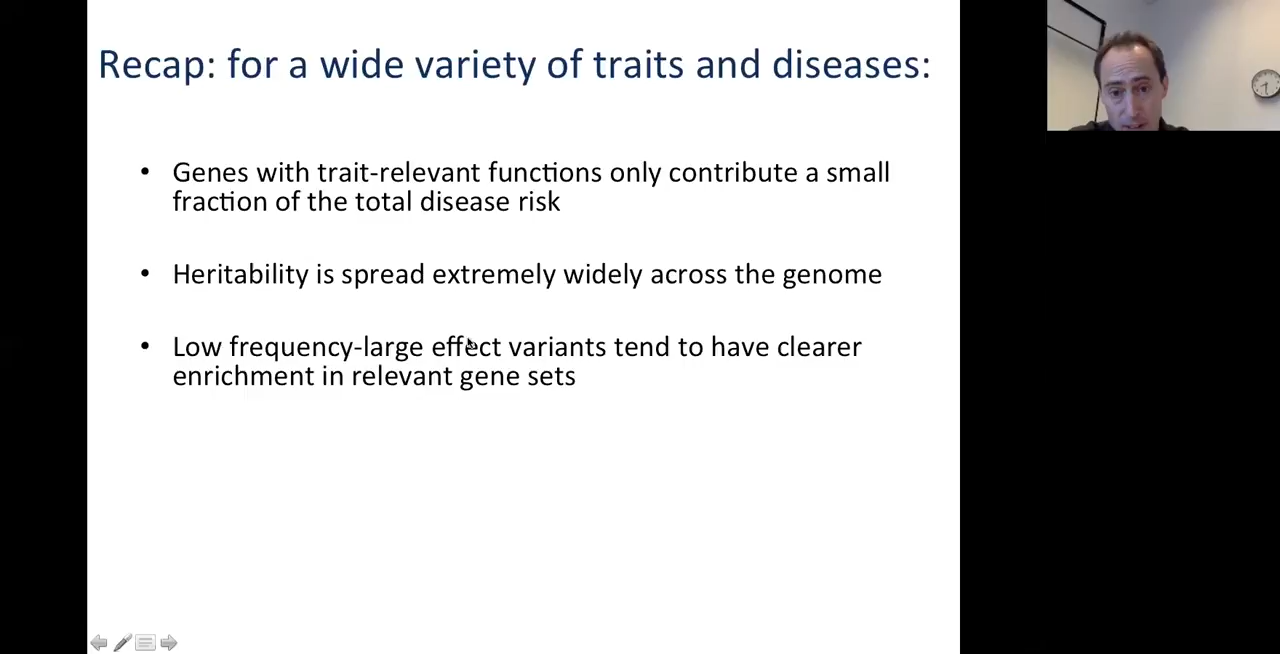 Recap: for a wide variety of traits and diseases:
• Genes with trait-relevant functions only contribute a small
fraction of the total disease risk
• Heritability is spread extremely widely across the genome
• Low frequency-large effect variants tend to have clearer
enrichment in relevant gene sets